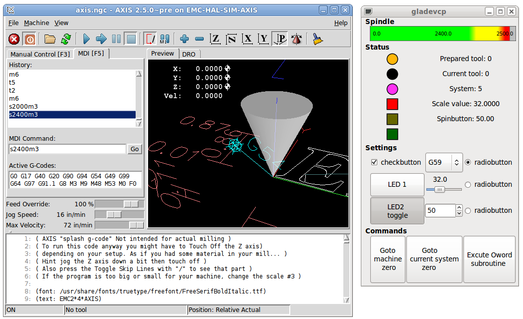 axis.ngc - AXIS 2.5.0~pre on EMC-HAL-SIM-AXIS
File Machine View Help
Manual Control [F3] MDI [F5]
Preview DRO
History:
m6
t5
t2
m6
s2000m3
s2400m3
MDI Command:
s2400m3 Go
Active G-Codes:
G0 G17 G40 G20 G90 G94 G54 G49 G99
G64 G97 G91.1 G8 M3 M9 M48 M53 M0 F0
Feed Override: 100 %
Jog Speed: 16 in/min
Max Velocity: 72 in/min
X: 0.0000
Y: 0.0000
Z: 0.0000
Vel: 0.0000
1: ( AXIS "splash g-code" Not intended for actual milling )
2: ( To run this code anyway you might have to Touch Off the Z axis)
3: ( depending on your setup. As if you had some material in your mill... )
4: ( Hint jog the Z axis down a bit then touch off )
5: ( Also press the Toggle Skip Lines with "/" to see that part )
6: ( If the program is too big or small for your machine, change the scale #3 )
7:
8: (font: /usr/share/fonts/truetype/freefont/FreeSerifBoldItalic.ttf)
9: (text: EMC2*4*AXIS)
ON No tool Position: Relative Actual
gladevcp
Spindle
0.0 2400.0 2500.0
Status
Prepared tool: 0
Current tool: 0
System: 5
Scale value: 32.0000
Spinbutton: 50.00
Settings
checkbutton G59 radiobutton
LED 1 32.0 radiobutton
LED2
toggle 50 radiobutton
Commands
Goto
machine
zero
Goto
current system
zero
Excute Oword
subroutine